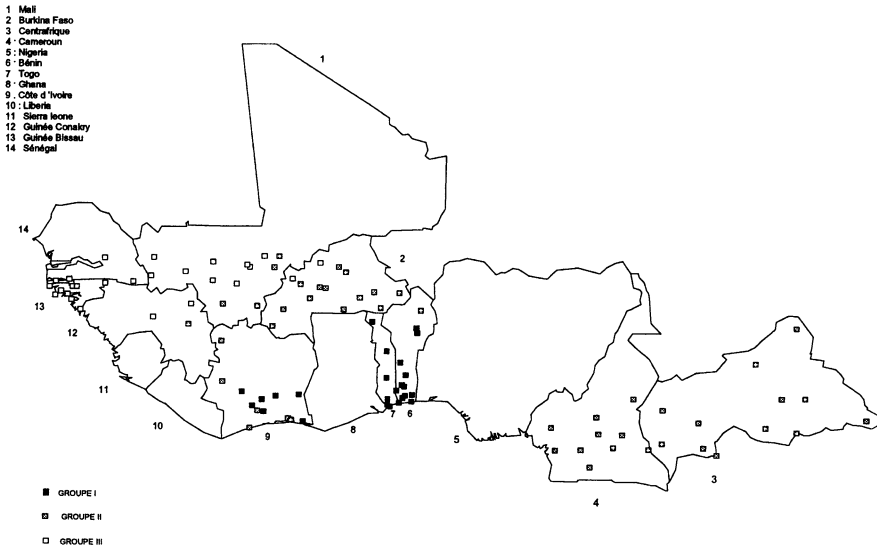 1 Mali
2 Burkina Faso
3 Centrafrique
4 · Cameroun
5 : Nigeria
6 · Bénin
7 Togo
8 · Ghana
9 . Côte d 'Ivoire
10 : Liberia
11 Sierra leone
12 Guinée Conakry
13 Guinée Bissau
14 Sénégal
1
14
2
13
12
11
10
9
8
7 6
5
4
3
GROUPE I
GROUPE II
GROUPE III